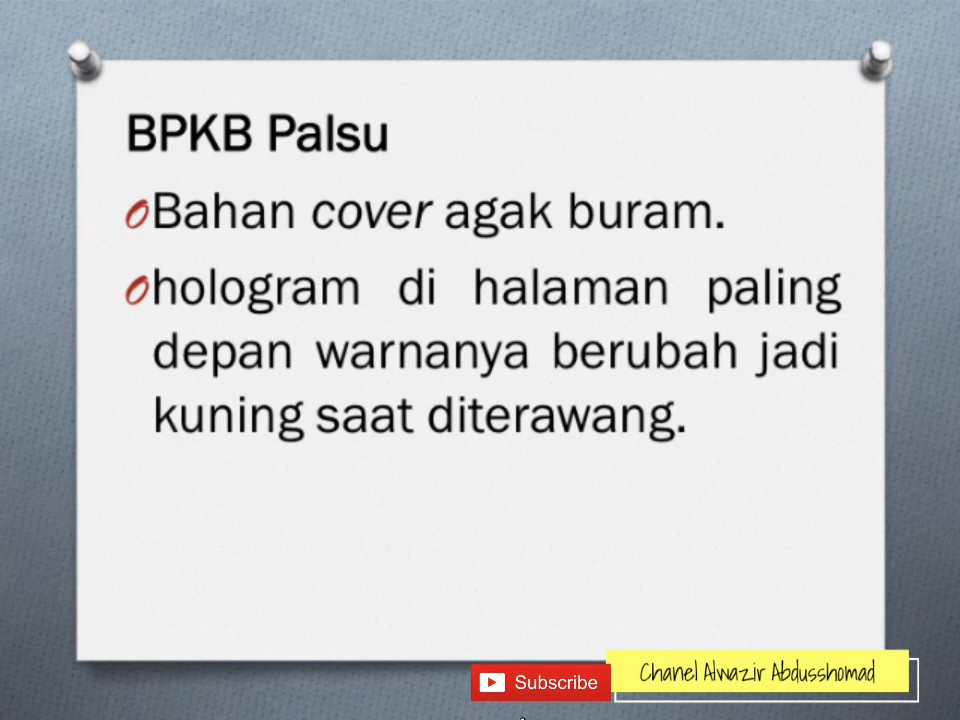 BPKB Palsu
Bahan cover agak buram.
hologram di halaman paling
depan warnanya berubah jadi
kuning saat diterawang.
Subscribe
Chanel Alwazir Abdusshomad